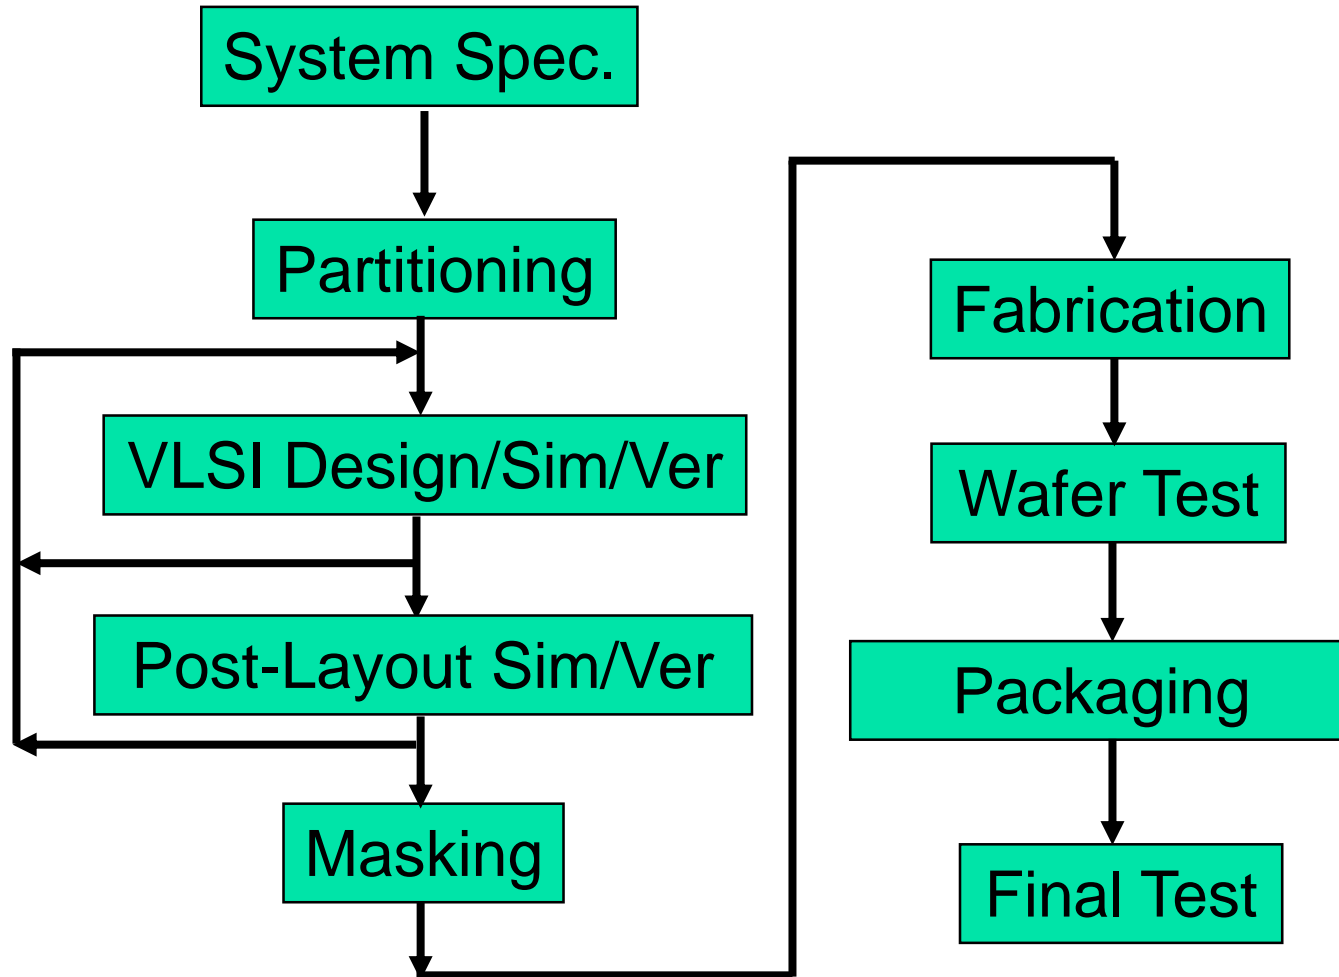 System Spec.
Partitioning
VLSI Design/Sim/Ver
Post-Layout Sim/Ver
Masking
Fabrication
Wafer Test
Packaging
Final Test